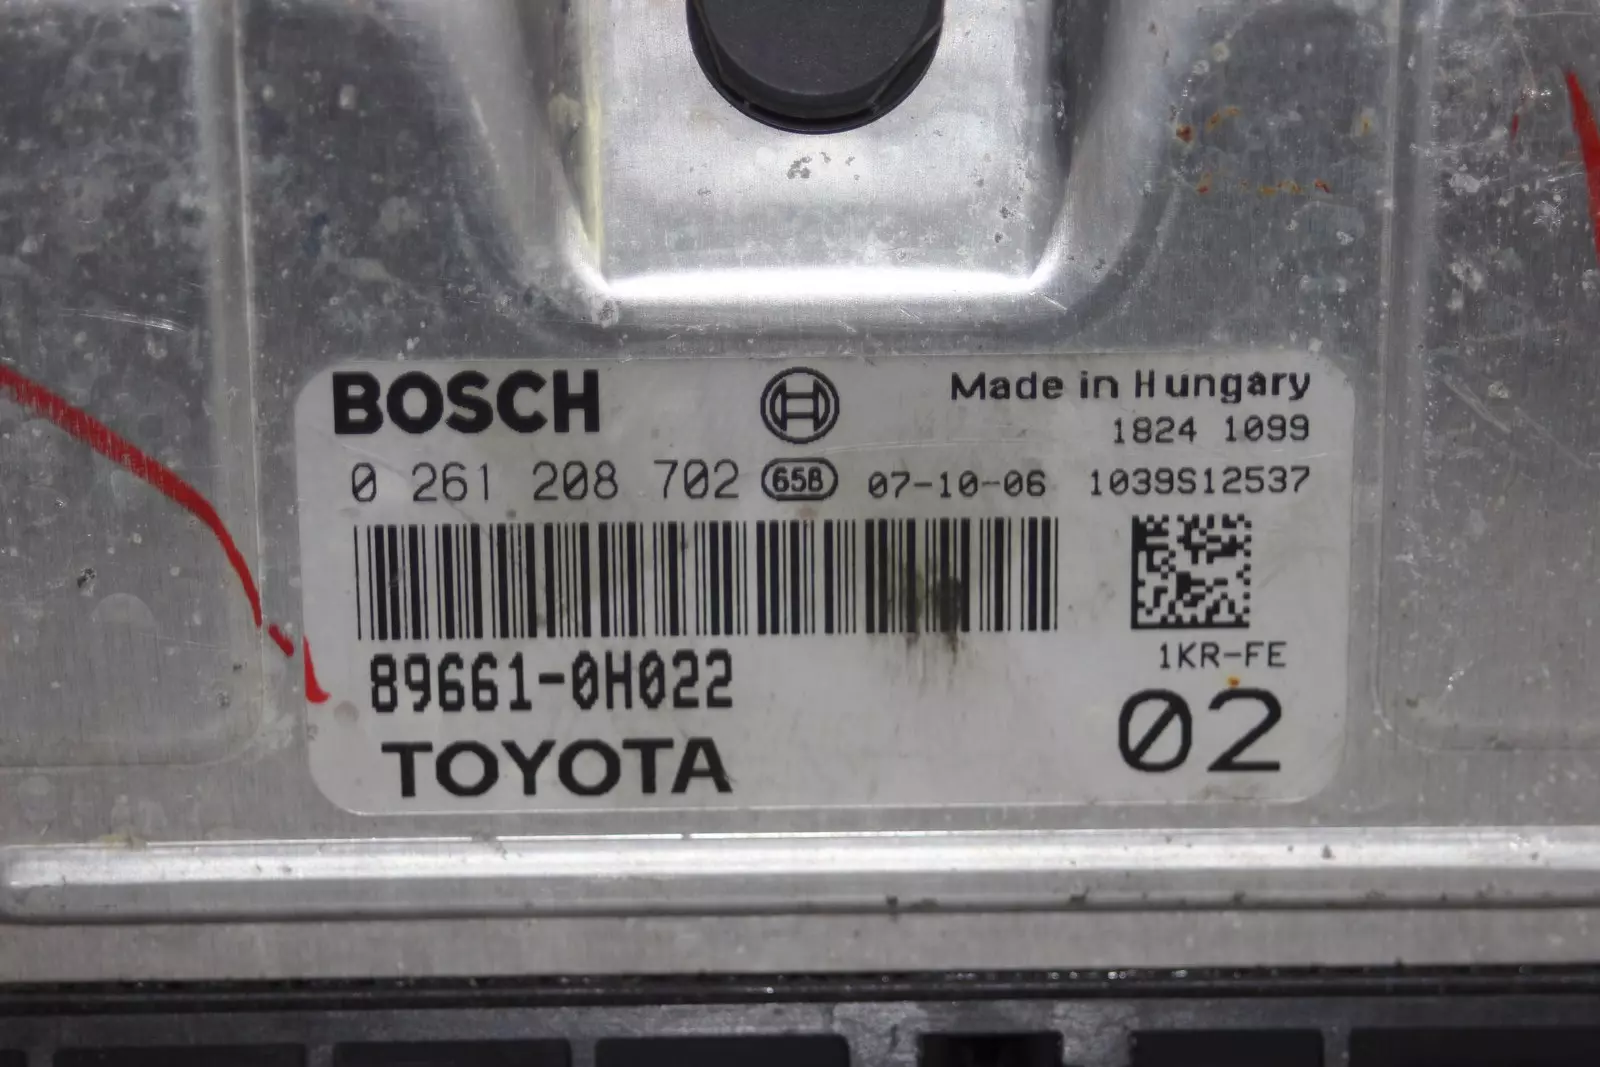 BOSCH Made in Hungary
1824 1099
0 261 208 702 65B 07-10-06 1039S12537
89661-0H022
1KR-FE
TOYOTA 02